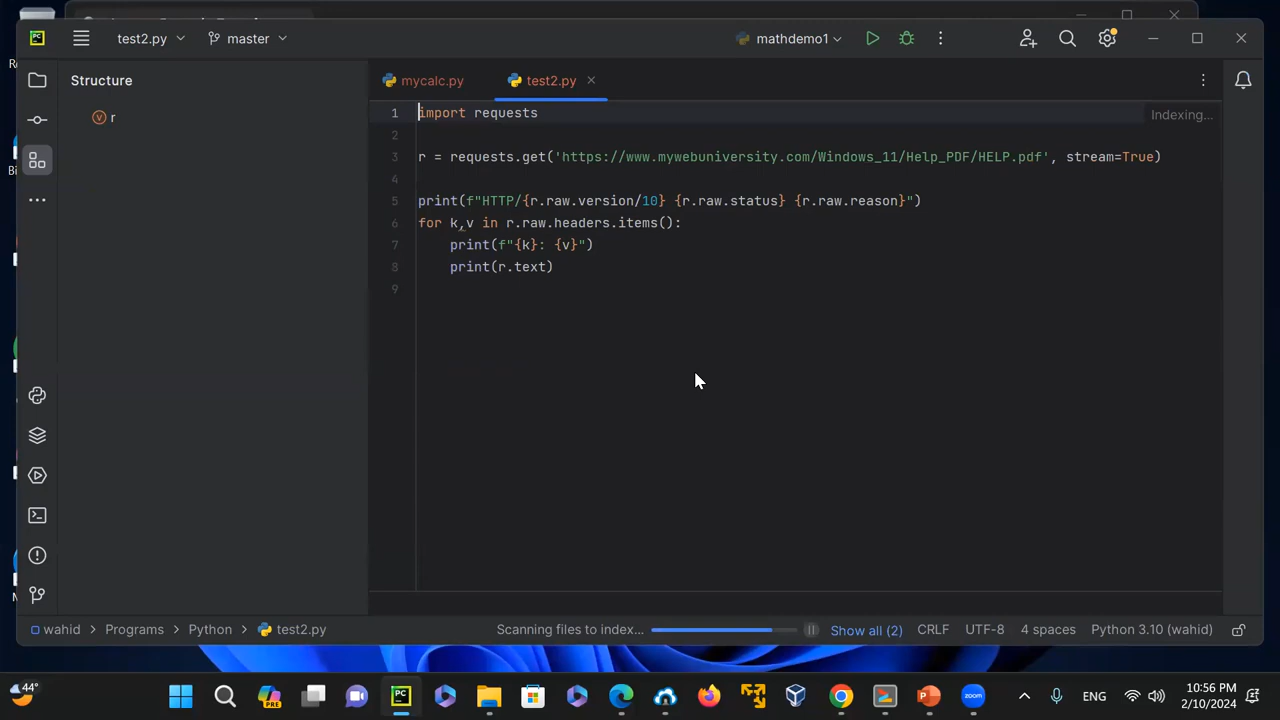 PC
test2.py
master
mathdemo1
Structure
mycalc.py
test2.py
r
1
import requests
Indexing...
2
3
r = requests.get('https://www.mywebuniversity.com/Windows_11/Help_PDF/HELP.pdf', stream=True)
4
5
print(f"HTTP/{r.raw.version/10} {r.raw.status} {r.raw.reason}")
6
for k,v in r.raw.headers.items():
7
print(f"{k}: {v}")
8
print(r.text)
9
wahid > Programs > Python > test2.py
Scanning files to index...
Show all (2)
CRLF
UTF-8
4 spaces
Python 3.10 (wahid)
44°
PRE
PC
zoom
ENG
10:56 PM
2/10/2024